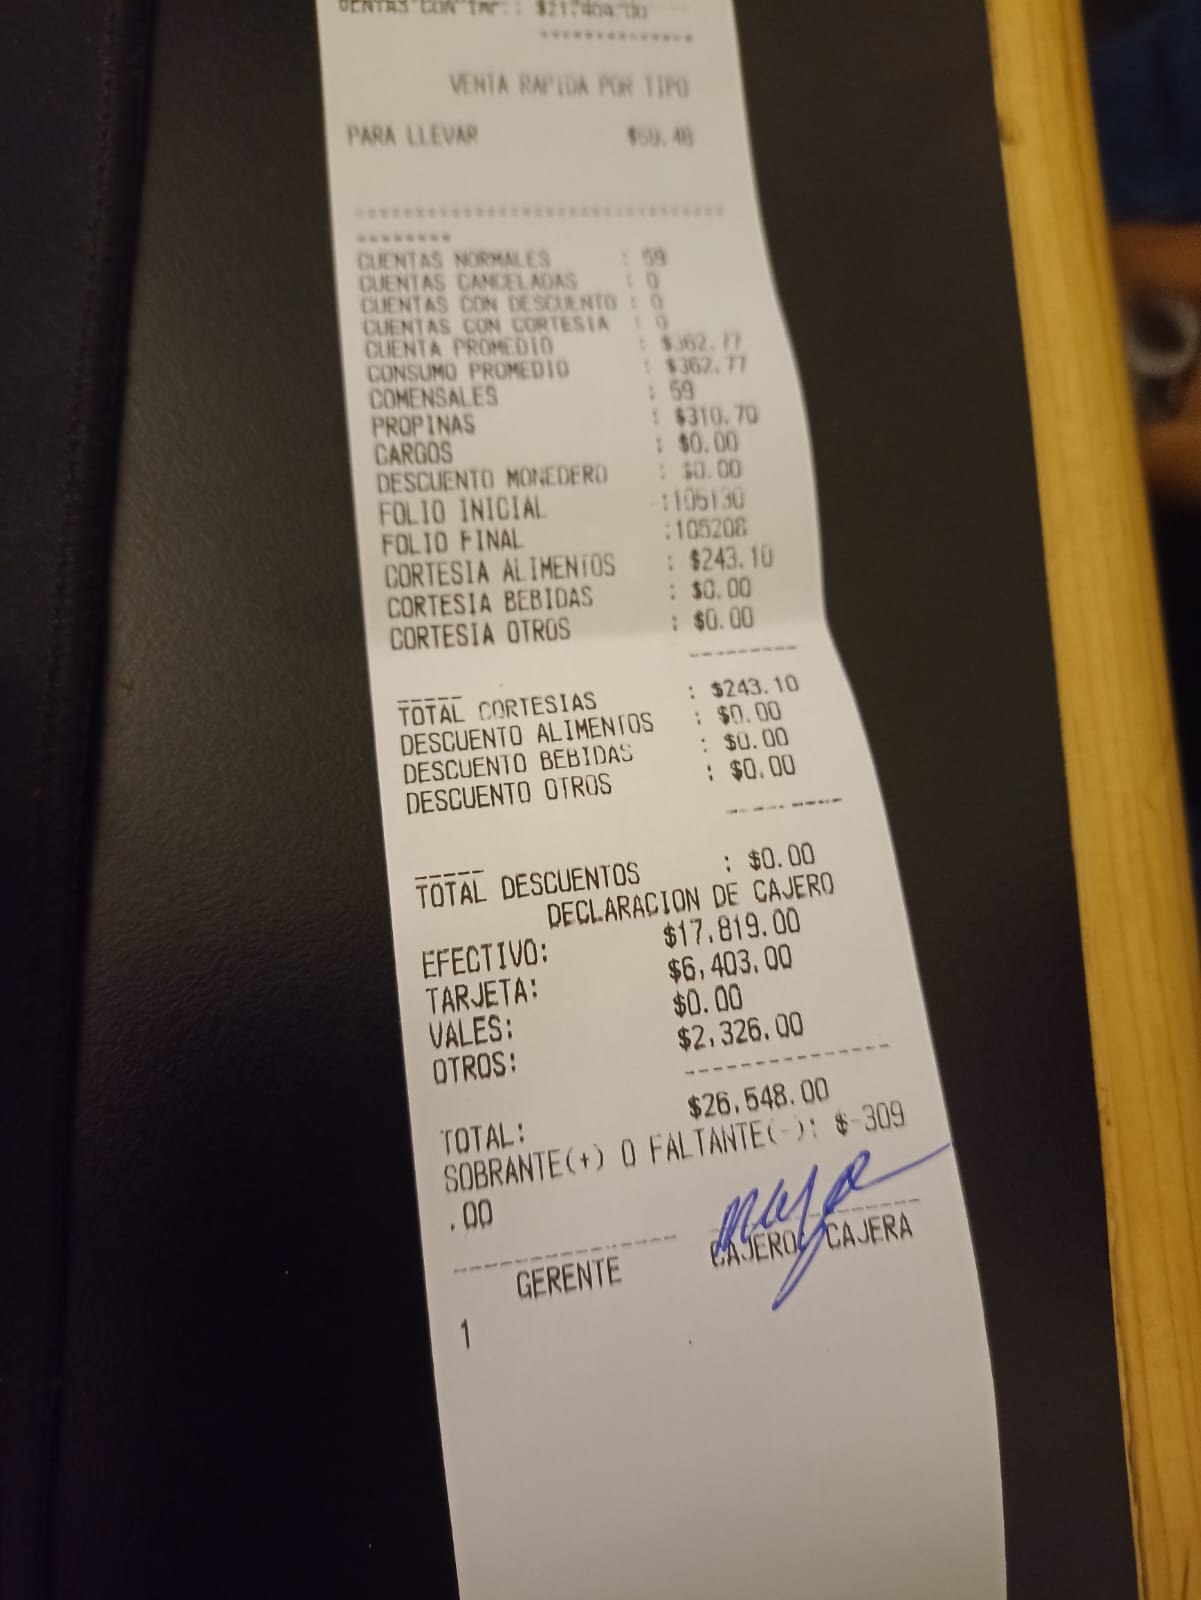 VENTAS CON IMP.: $21,404.00
--------------
VENTA RAPIDA POR TIPO
PARA LLEVAR
---------------------------------
--------
CUENTAS NORMALES : 59
CUENTAS CANCELADAS : 0
CUENTAS CON DESCUENTO : 0
CUENTAS CON CORTESIA : 0
CUENTA PROMEDIO : $362.77
CONSUMO PROMEDIO : $362.77
COMENSALES : 59
PROPINAS : $310.70
CARGOS : $0.00
DESCUENTO MONEDERO : $0.00
FOLIO INICIAL :105130
FOLIO FINAL :105208
CORTESIA ALIMENTOS : $243.10
CORTESIA BEBIDAS : $0.00
CORTESIA OTROS : $0.00
---------
-----
TOTAL CORTESIAS : $243.10
DESCUENTO ALIMENTOS : $0.00
DESCUENTO BEBIDAS : $0.00
DESCUENTO OTROS : $0.00
---------
-----
TOTAL DESCUENTOS : $0.00
DECLARACION DE CAJERO
EFECTIVO: $17,819.00
TARJETA: $6,403.00
VALES: $0.00
OTROS: $2,326.00
---------------
TOTAL: $26,548.00
SOBRANTE(+) O FALTANTE(-): $-309
.00
--------------- ---------------
GERENTE CAJERO/CAJERA
1